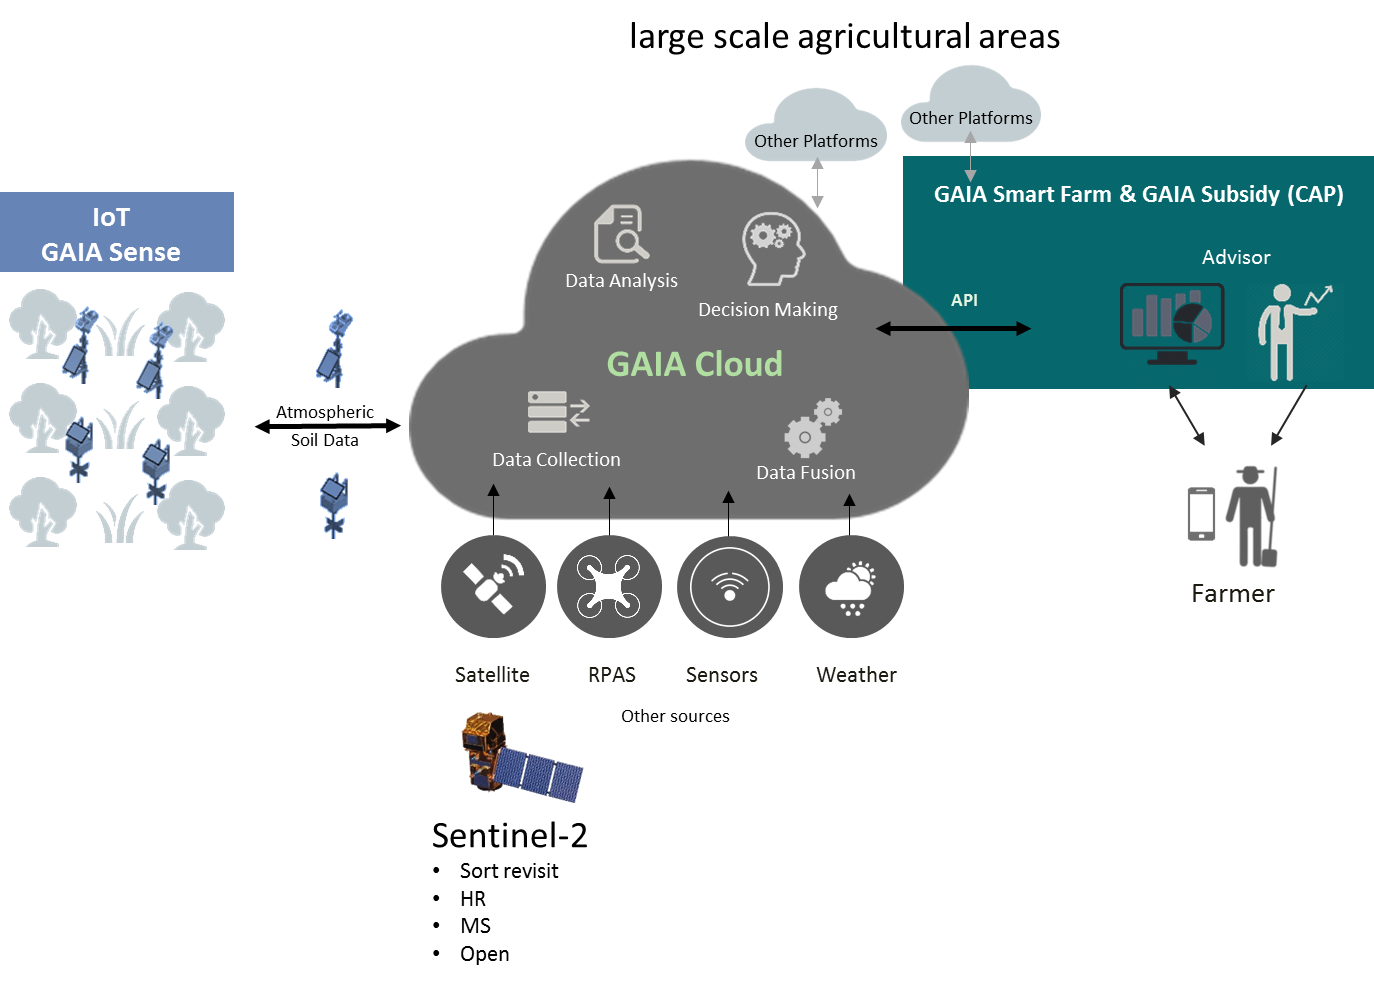 large scale agricultural areas
Other Platforms
Other Platforms
IoT
GAIA Sense
GAIA Smart Farm & GAIA Subsidy (CAP)
Advisor
API
Data Analysis
Decision Making
GAIA Cloud
Atmospheric
Soil Data
Data Collection
Data Fusion
Farmer
Satellite
RPAS
Sensors
Weather
Other sources
Sentinel-2
• Sort revisit
• HR
• MS
• Open